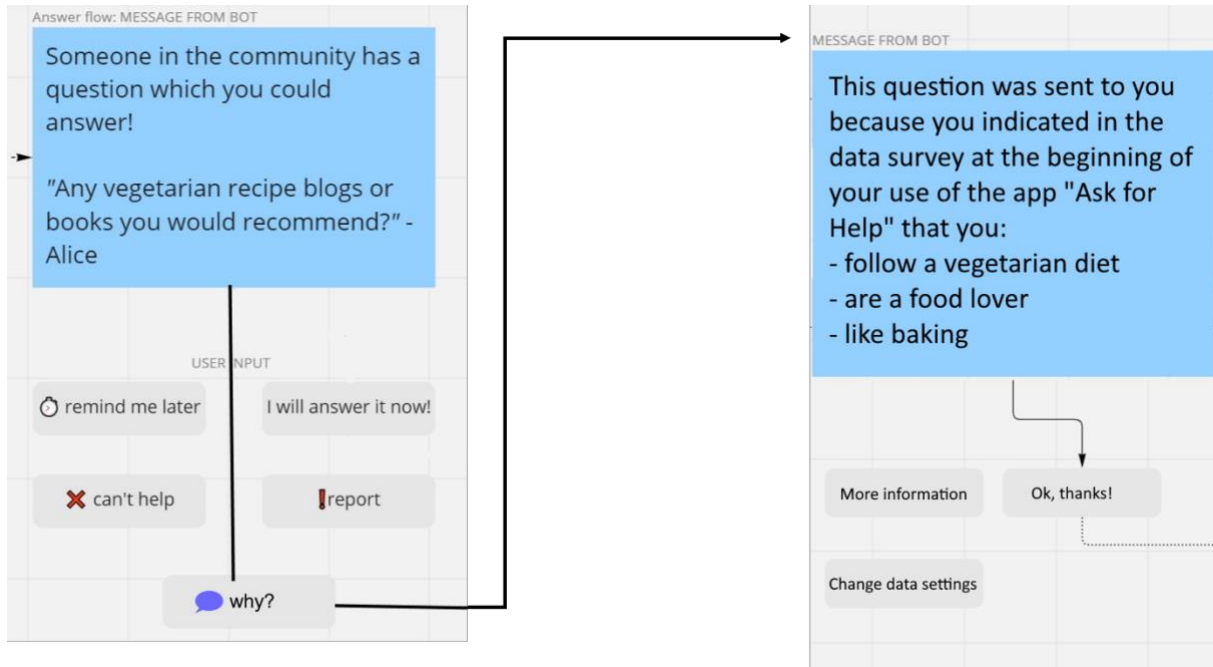 Answer flow: MESSAGE FROM BOT
Someone in the community has a
question which you could
answer!
"Any vegetarian recipe blogs or
books you would recommend?" -
Alice
USER INPUT
remind me later
I will answer it now!
can't help
report
why?
MESSAGE FROM BOT
This question was sent to you
because you indicated in the
data survey at the beginning of
your use of the app "Ask for
Help" that you:
- follow a vegetarian diet
- are a food lover
- like baking
More information
Ok, thanks!
Change data settings